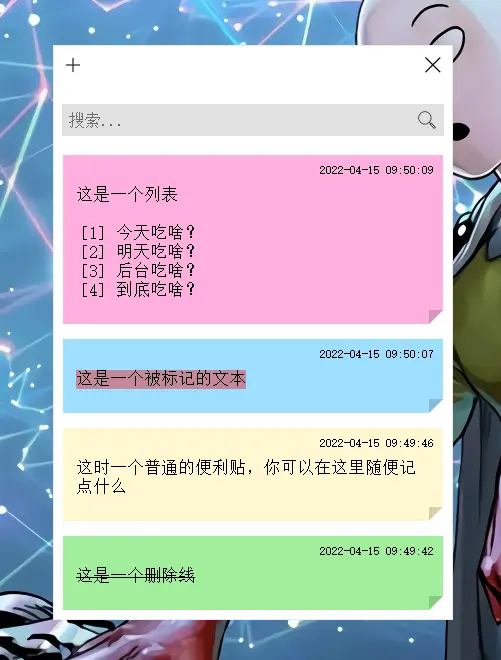 搜索...
2022-04-15 09:50:09
这是一个列表
[1] 今天吃啥?
[2] 明天吃啥?
[3] 后台吃啥?
[4] 到底吃啥?
2022-04-15 09:50:07
这是一个被标记的文本
2022-04-15 09:49:46
这时一个普通的便利贴，你可以在这里随便记
点什么
2022-04-15 09:49:42
这是一个删除线